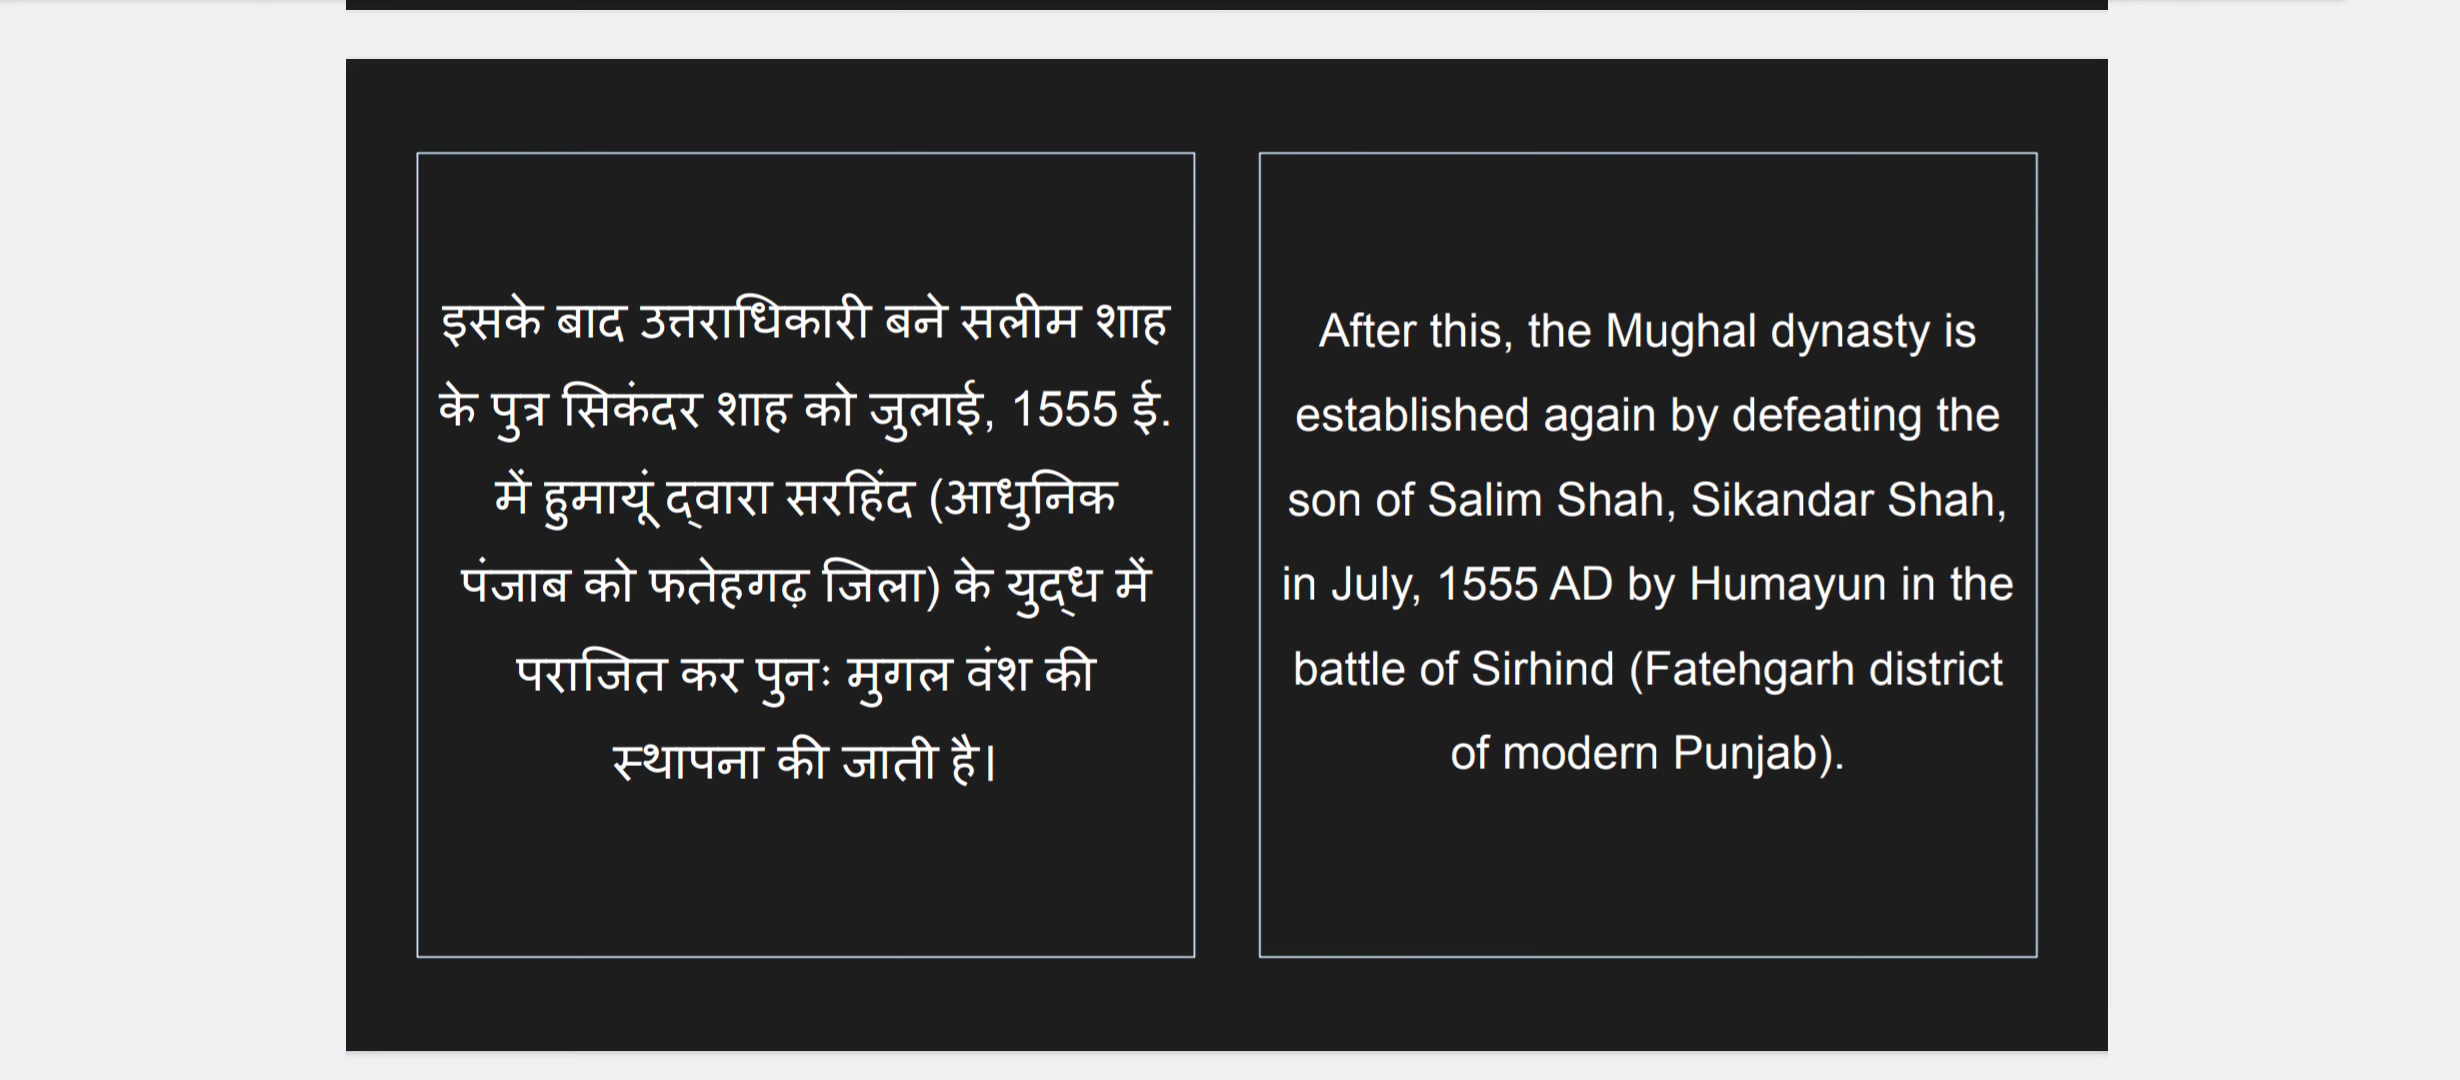 इसके बाद उत्तराधिकारी बने सलीम शाह
के पुत्र सिकंदर शाह को जुलाई, 1555 ई.
में हुमायूं द्वारा सरहिंद (आधुनिक
पंजाब को फतेहगढ़ जिला) के युद्ध में
पराजित कर पुनः मुगल वंश की
स्थापना की जाती है।
After this, the Mughal dynasty is
established again by defeating the
son of Salim Shah, Sikandar Shah,
in July, 1555 AD by Humayun in the
battle of Sirhind (Fatehgarh district
of modern Punjab).